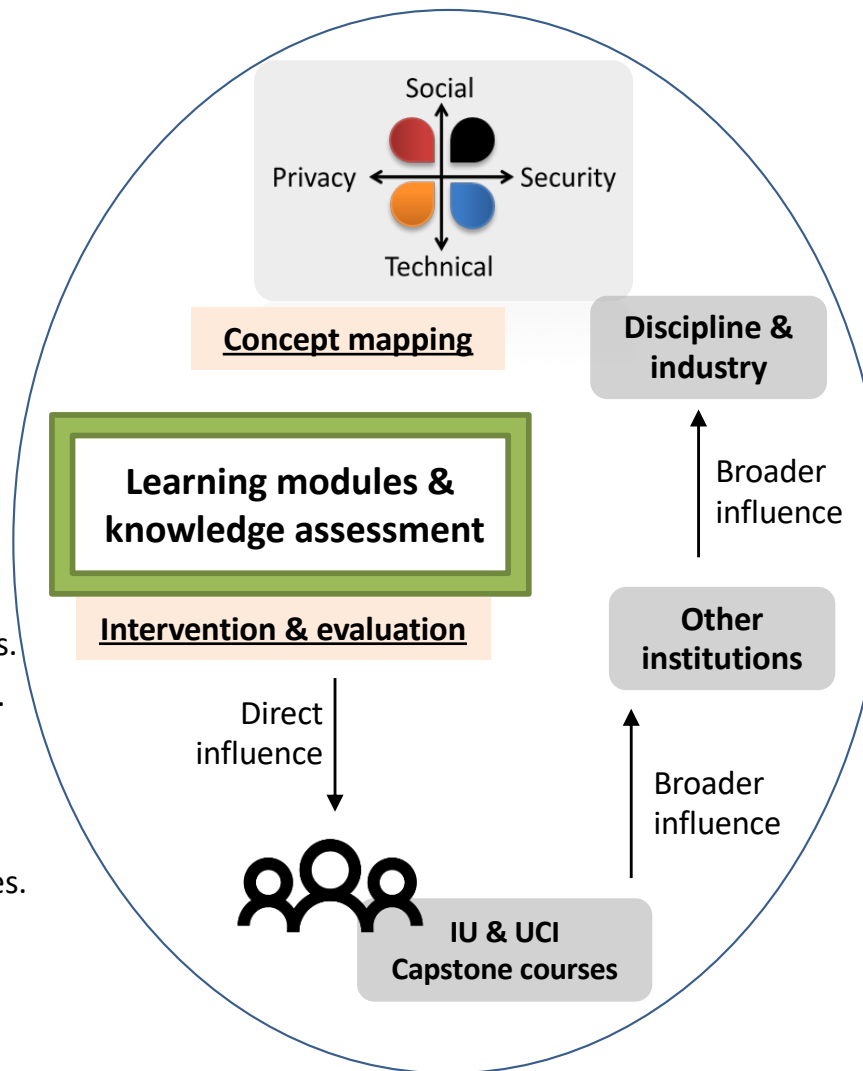 Social
Privacy
Security
Technical
Concept mapping
Discipline &
industry
Learning modules &
knowledge assessment
Broader
influence
Intervention & evaluation
Other
institutions
s.
.
es.
Direct
influence
Broader
influence
IU & UCI
Capstone courses